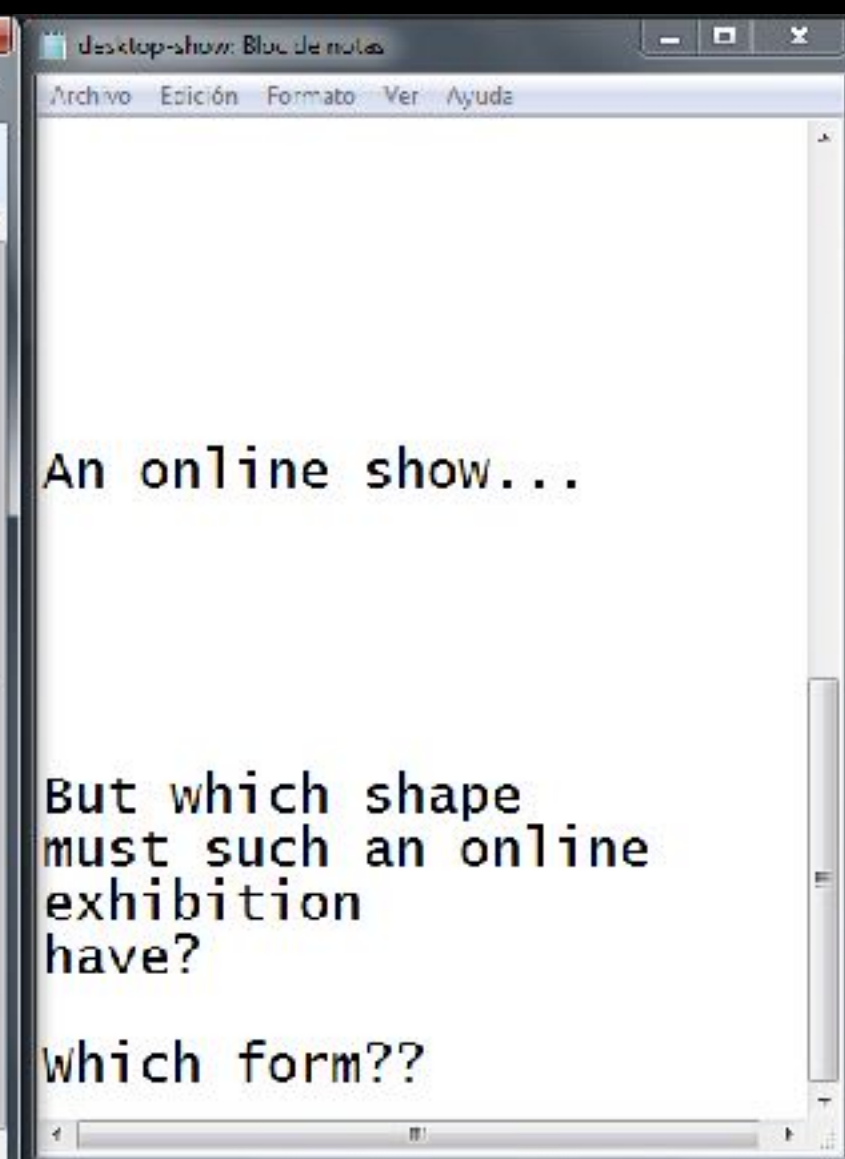 desktop-show: Bloc de notas
Archivo Edición Formato Ver Ayuda
An online show...
But which shape
must such an online
exhibition
have?
Which form??